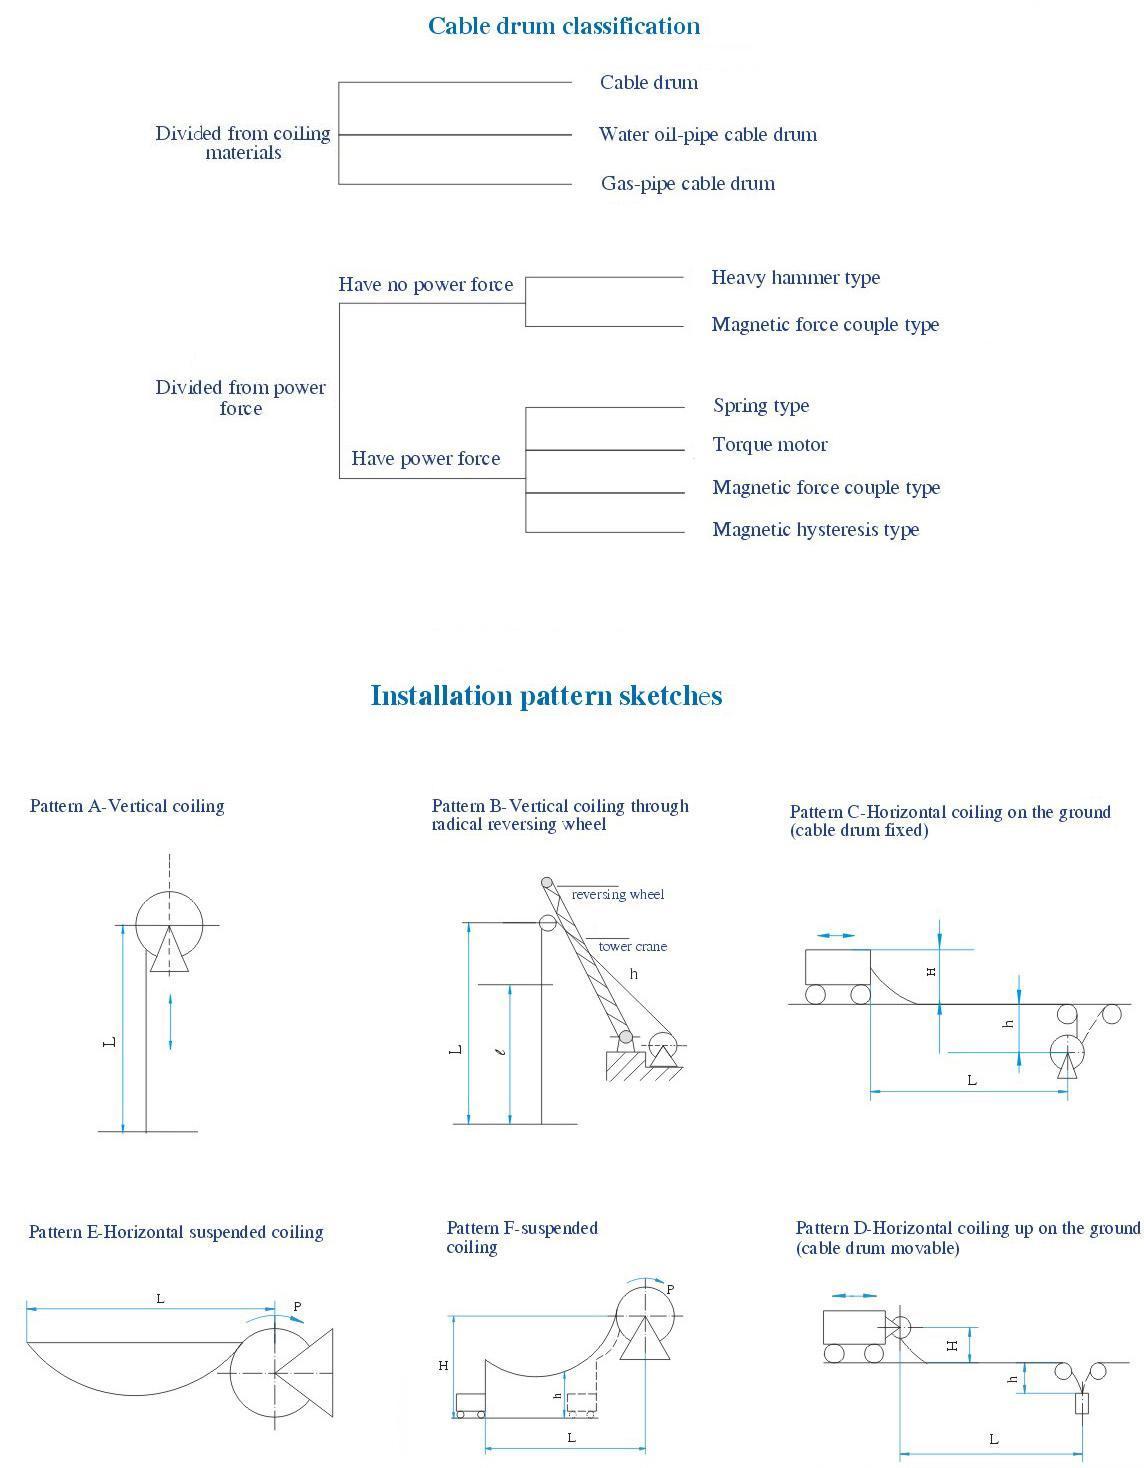 Cable drum classification
Divided from coiling
materials
Cable drum
Water oil-pipe cable drum
Gas-pipe cable drum
Divided from power
force
Have no power force
Heavy hammer type
Magnetic force couple type
Have power force
Spring type
Torque motor
Magnetic force couple type
Magnetic hysteresis type
Installation pattern sketches
Pattern A-Vertical coiling
L
Pattern B-Vertical coiling through
radical reversing wheel
reversing wheel
tower crane
h
L
ℓ
Pattern C-Horizontal coiling on the ground
(cable drum fixed)
H
h
L
Pattern E-Horizontal suspended coiling
L
P
Pattern F-suspended
coiling
P
H
h
L
Pattern D-Horizontal coiling up on the ground
(cable drum movable)
H
h
L